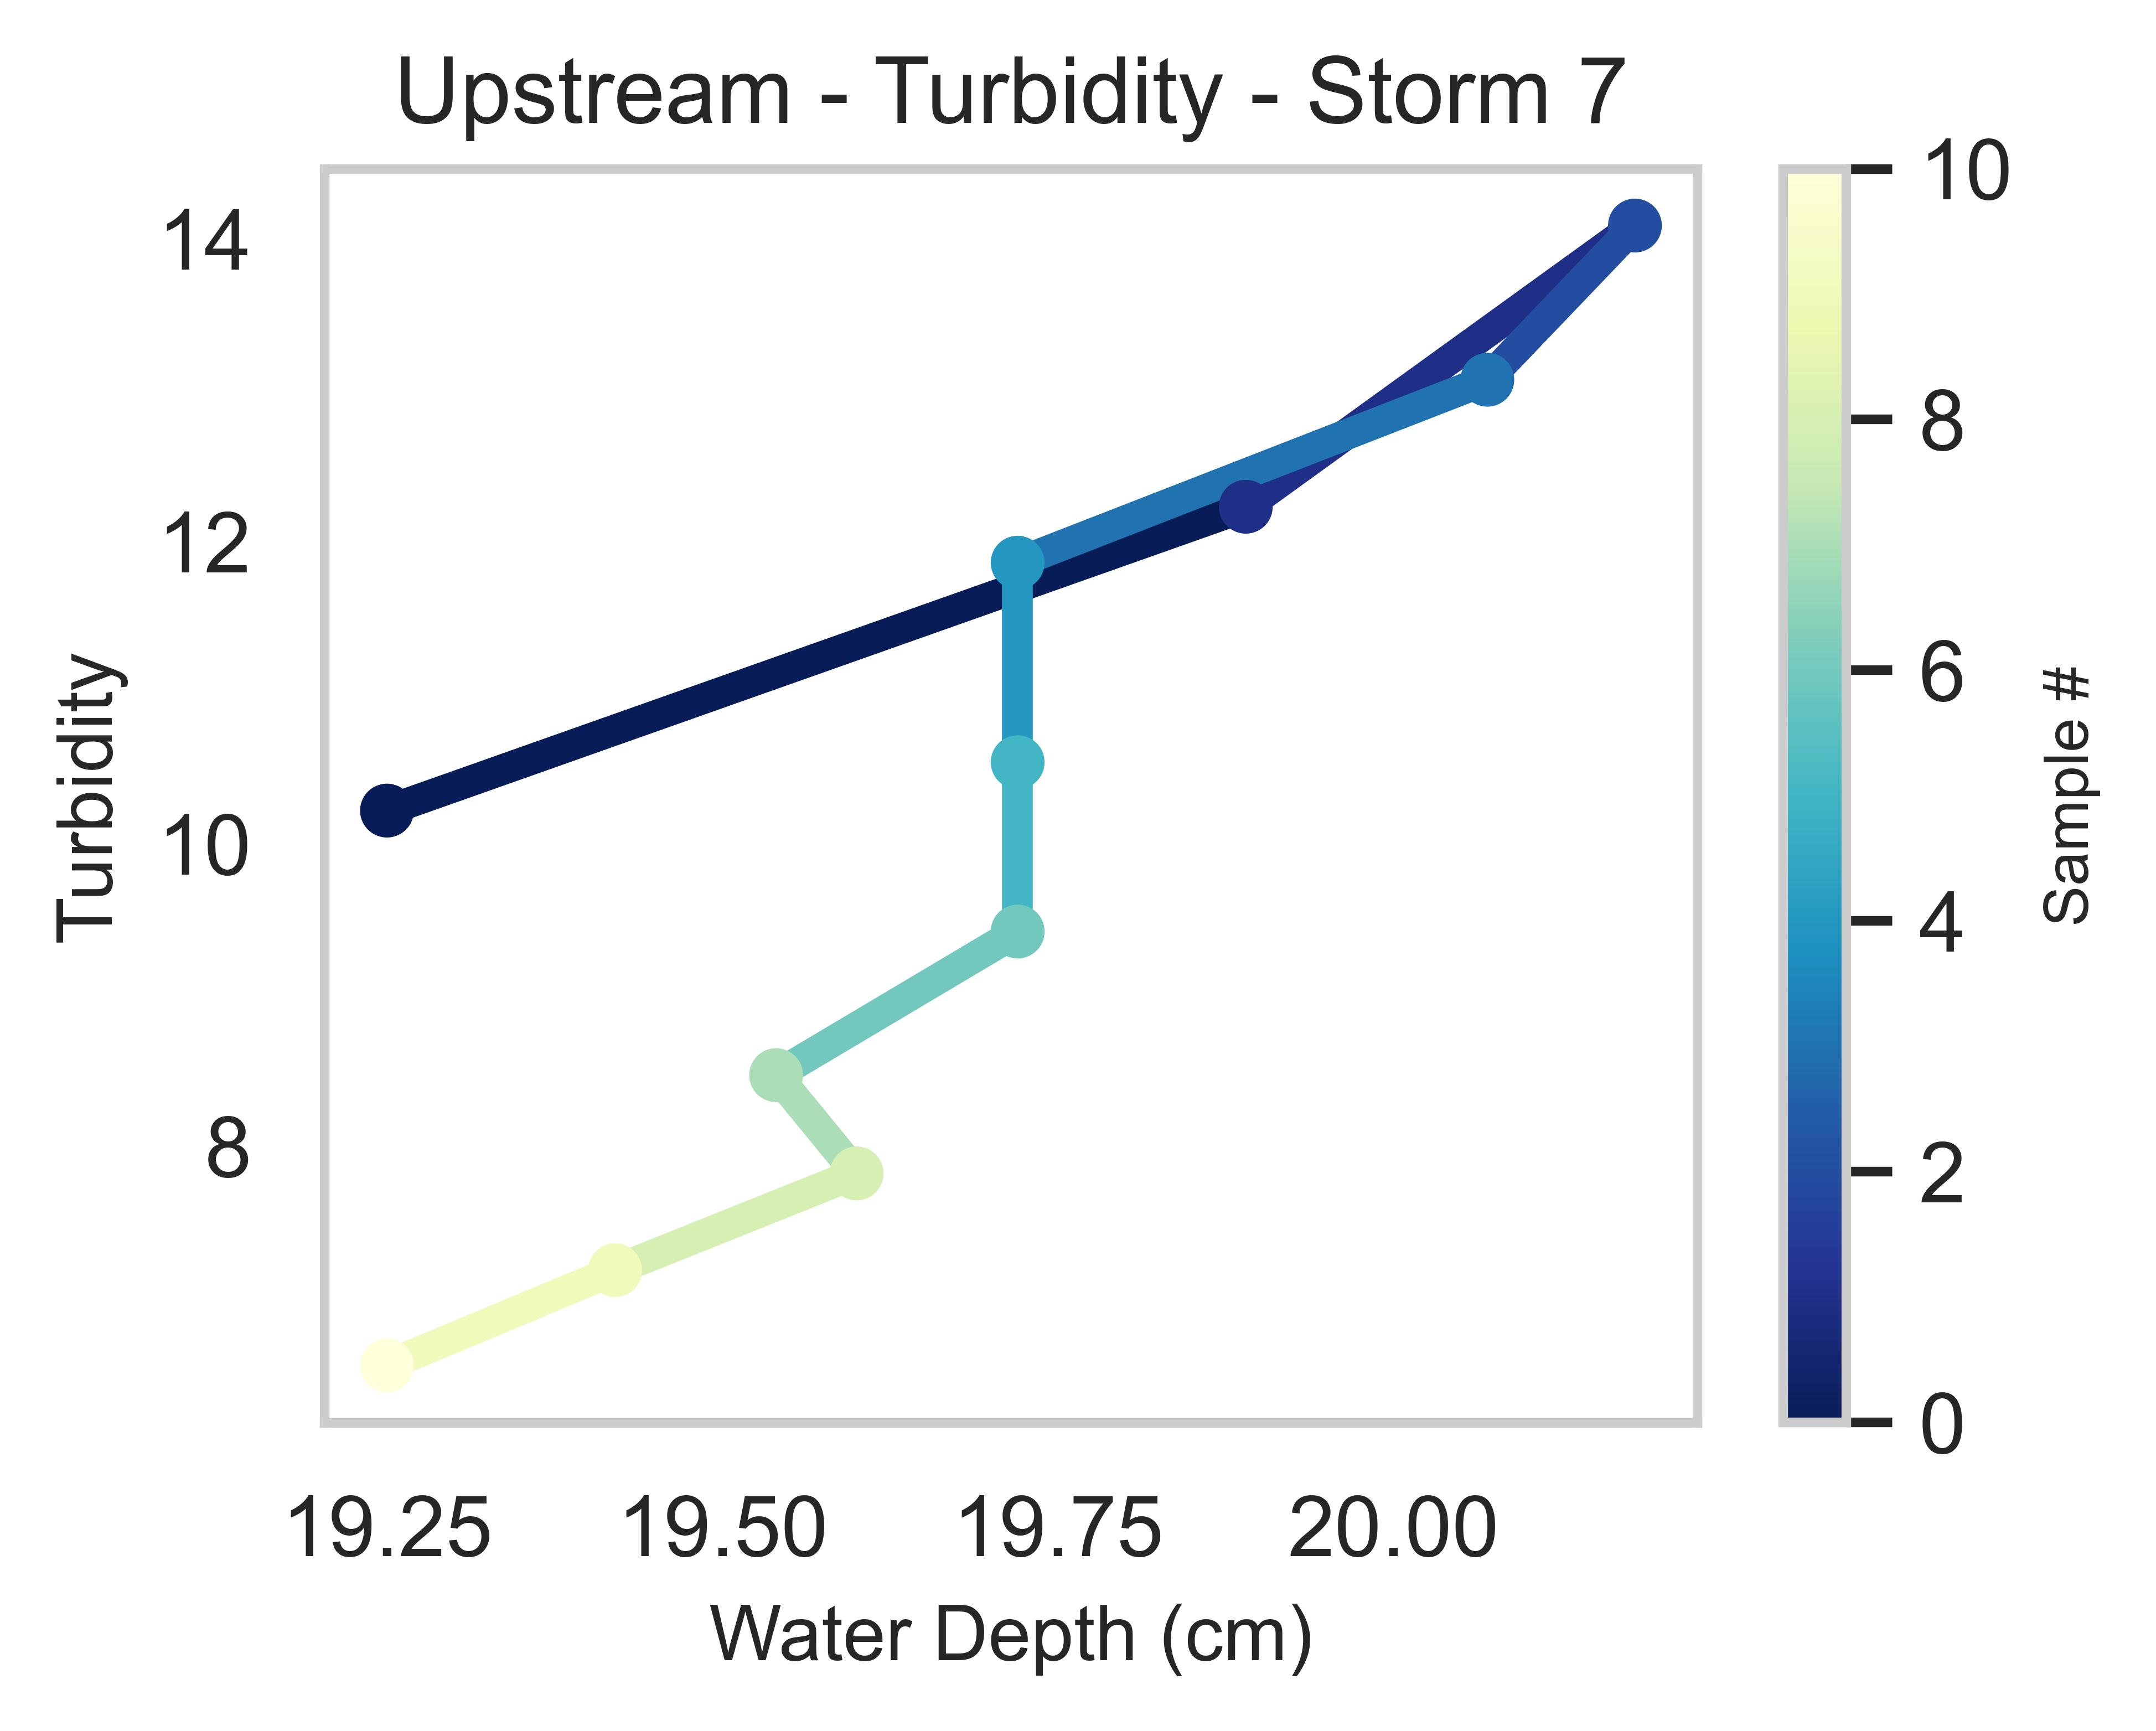 Upstream - Turbidity - Storm 7
14
12
10
8
Turbidity
19.25 19.50 19.75 20.00
Water Depth (cm)
10
8
6
4
2
0
Sample #